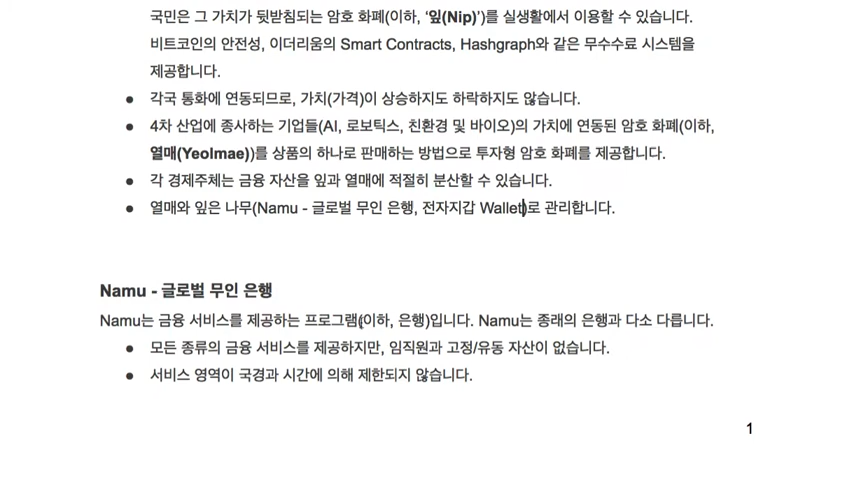 국민은 그 가치가 뒷받침되는 암호 화폐(이하, ‘잎(Nip)’)를 실생활에서 이용할 수 있습니다.
비트코인의 안전성, 이더리움의 Smart Contracts, Hashgraph와 같은 무수수료 시스템을
제공합니다.
● 각국 통화에 연동되므로, 가치(가격)이 상승하지도 하락하지도 않습니다.
● 4차 산업에 종사하는 기업들(AI, 로보틱스, 친환경 및 바이오)의 가치에 연동된 암호 화폐(이하,
열매(Yeolmae))를 상품의 하나로 판매하는 방법으로 투자형 암호 화폐를 제공합니다.
● 각 경제주체는 금융 자산을 잎과 열매에 적절히 분산할 수 있습니다.
● 열매와 잎은 나무(Namu - 글로벌 무인 은행, 전자지갑 Wallet)로 관리합니다.
Namu - 글로벌 무인 은행
Namu는 금융 서비스를 제공하는 프로그램(이하, 은행)입니다. Namu는 종래의 은행과 다소 다릅니다.
● 모든 종류의 금융 서비스를 제공하지만, 임직원과 고정/유동 자산이 없습니다.
● 서비스 영역이 국경과 시간에 의해 제한되지 않습니다.
1